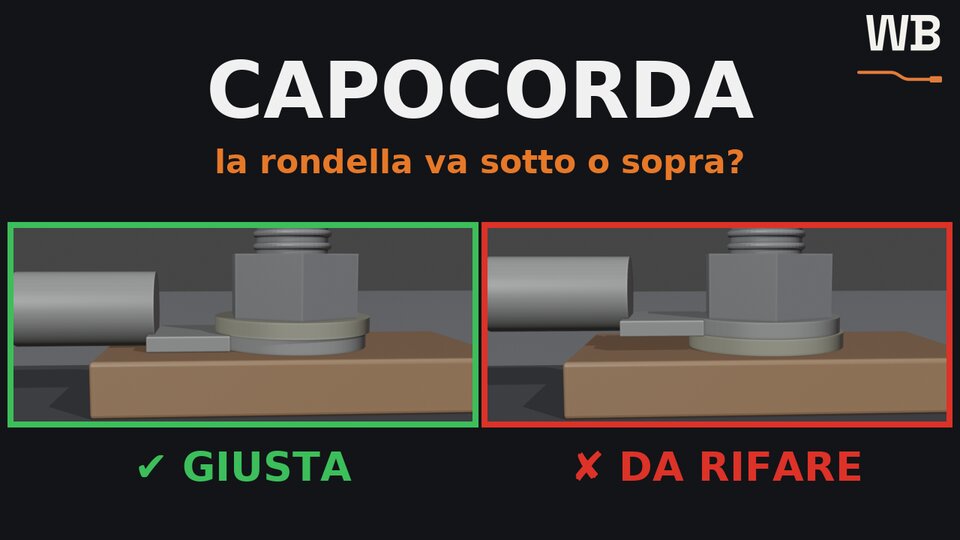 WB
CAPOCORDA
la rondella va sotto o sopra?
✔ GIUSTA
✘ DA RIFARE